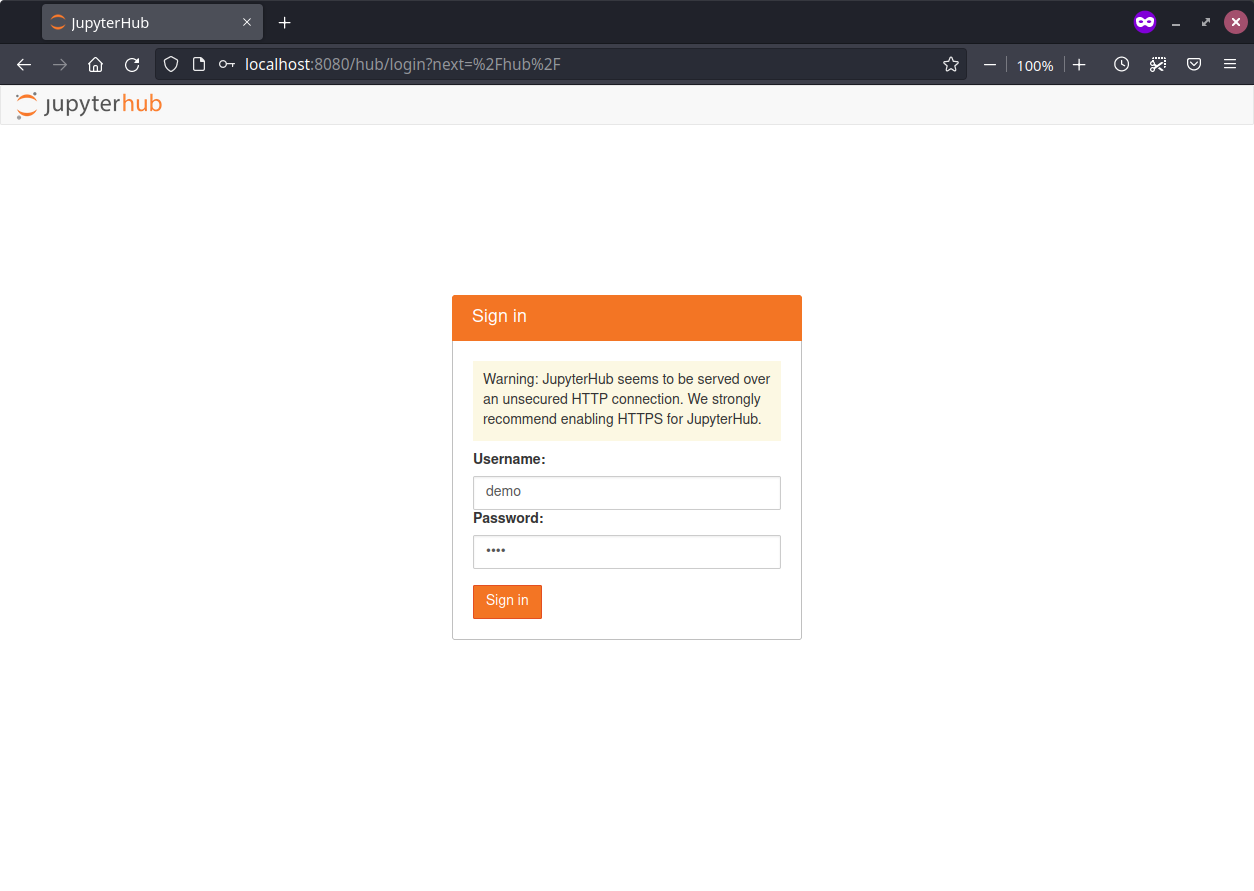 JupyterHub
localhost:8080/hub/login?next=%2Fhub%2F
100%
jupyterhub
Sign in
Warning: JupyterHub seems to be served over
an unsecured HTTP connection. We strongly
recommend enabling HTTPS for JupyterHub.
Username:
demo
Password:
••••
Sign in